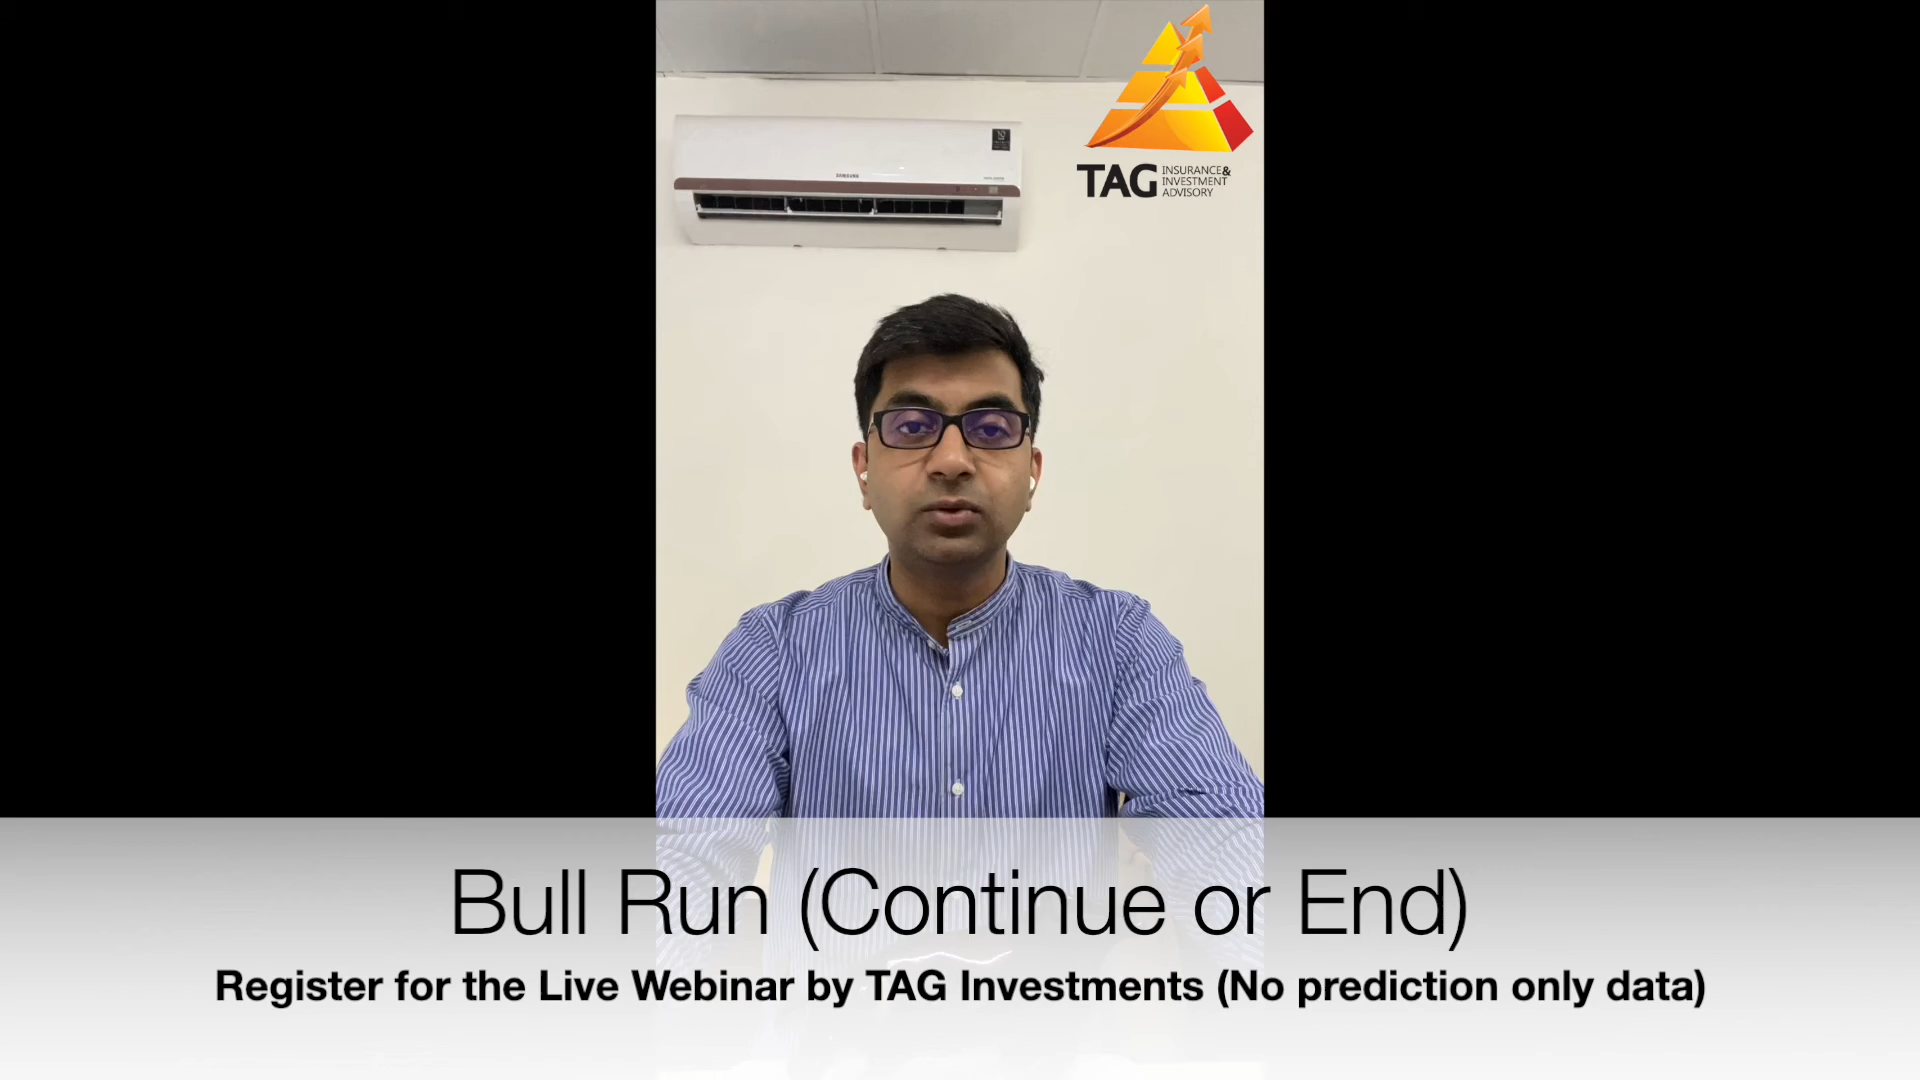 SAMSUNG
TAG
INSURANCE&
INVESTMENT
ADVISORY
Bull Run (Continue or End)
Register for the Live Webinar by TAG Investments (No prediction only data)